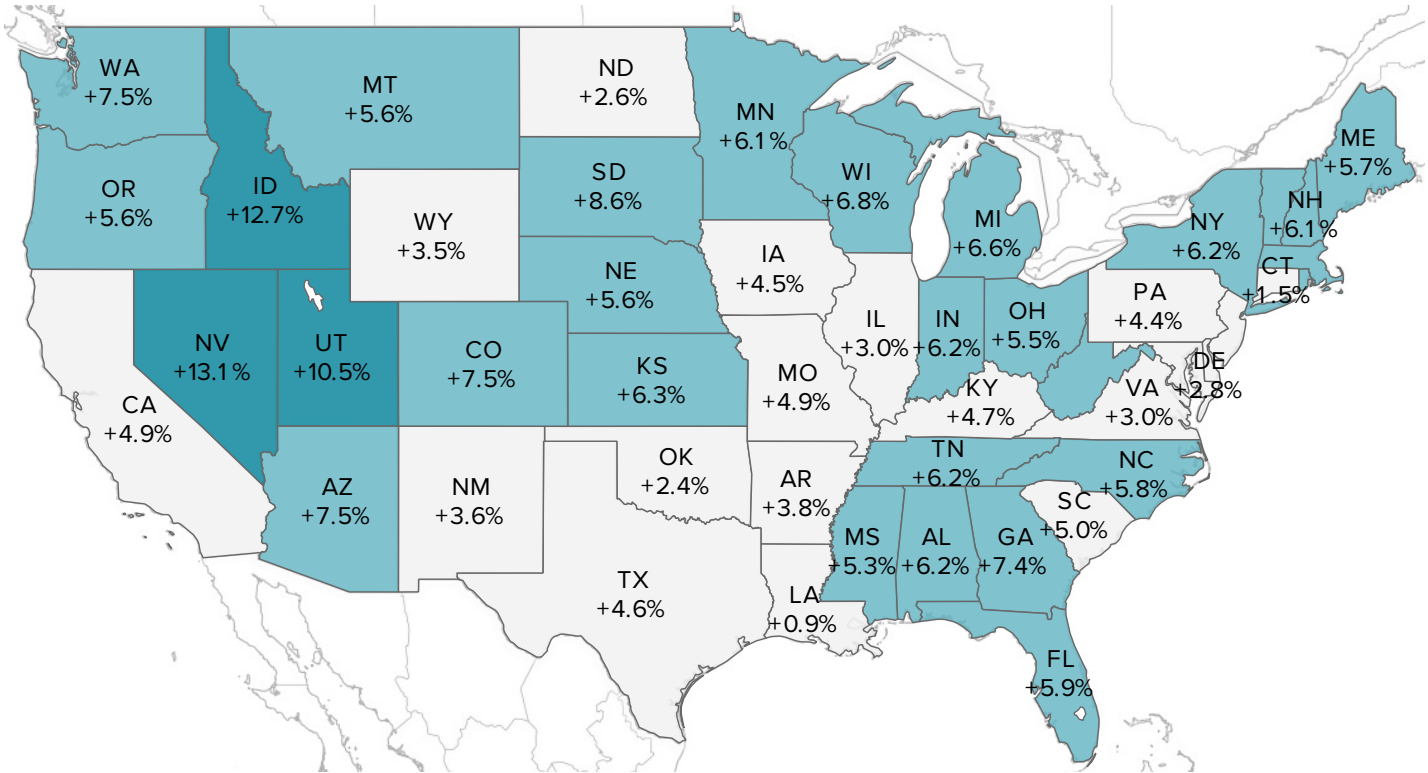 WA
+7.5%
MT
+5.6%
ND
+2.6%
MN
+6.1%
ME
+5.7%
OR
+5.6%
ID
+12.7%
WY
+3.5%
SD
+8.6%
WI
+6.8%
MI
+6.6%
NY
+6.2%
NH
+6.1%
NV
+13.1%
UT
+10.5%
CO
+7.5%
NE
+5.6%
IA
+4.5%
IL
+3.0%
IN
+6.2%
OH
+5.5%
PA
+4.4%
CT
+1.5%
CA
+4.9%
KS
+6.3%
MO
+4.9%
KY
+4.7%
VA
+3.0%
DE
+2.8%
AZ
+7.5%
NM
+3.6%
OK
+2.4%
AR
+3.8%
TN
+6.2%
NC
+5.8%
SC
+5.0%
TX
+4.6%
LA
+0.9%
MS
+5.3%
AL
+6.2%
GA
+7.4%
FL
+5.9%